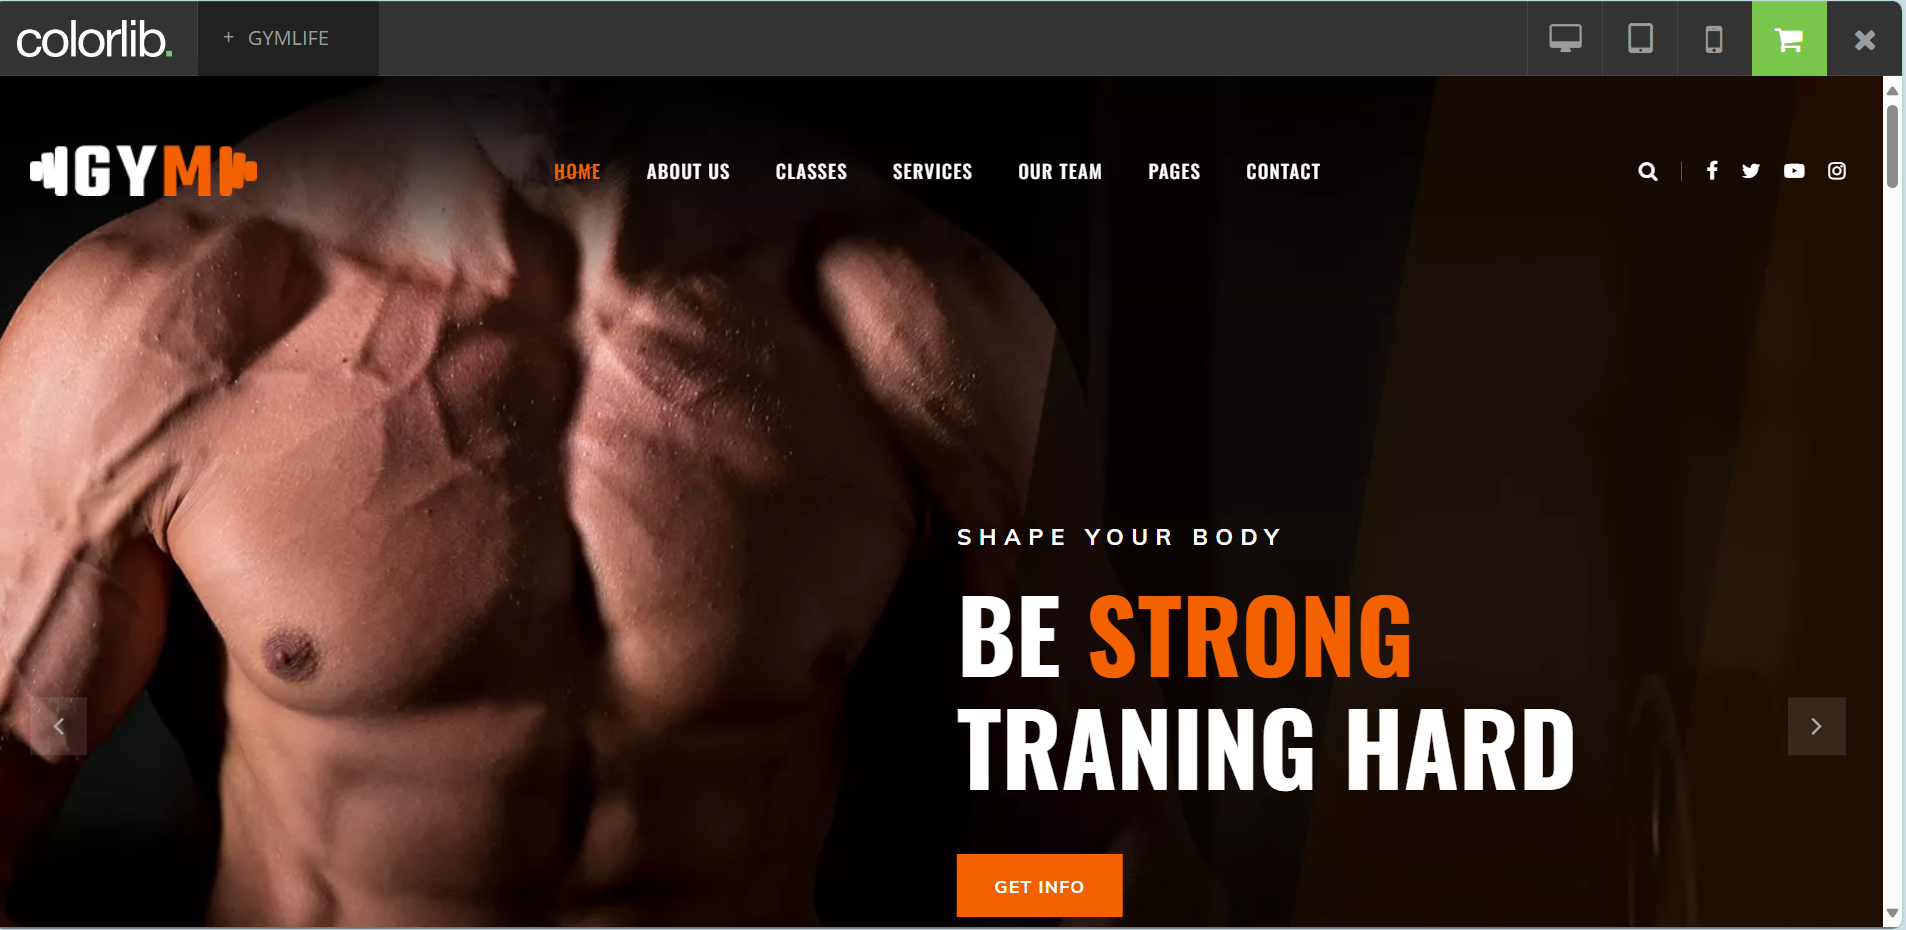 colorlib.
+ GYMLIFE
GYM
HOME ABOUT US CLASSES SERVICES OUR TEAM PAGES CONTACT
SHAPE YOUR BODY
BE STRONG
TRANING HARD
GET INFO